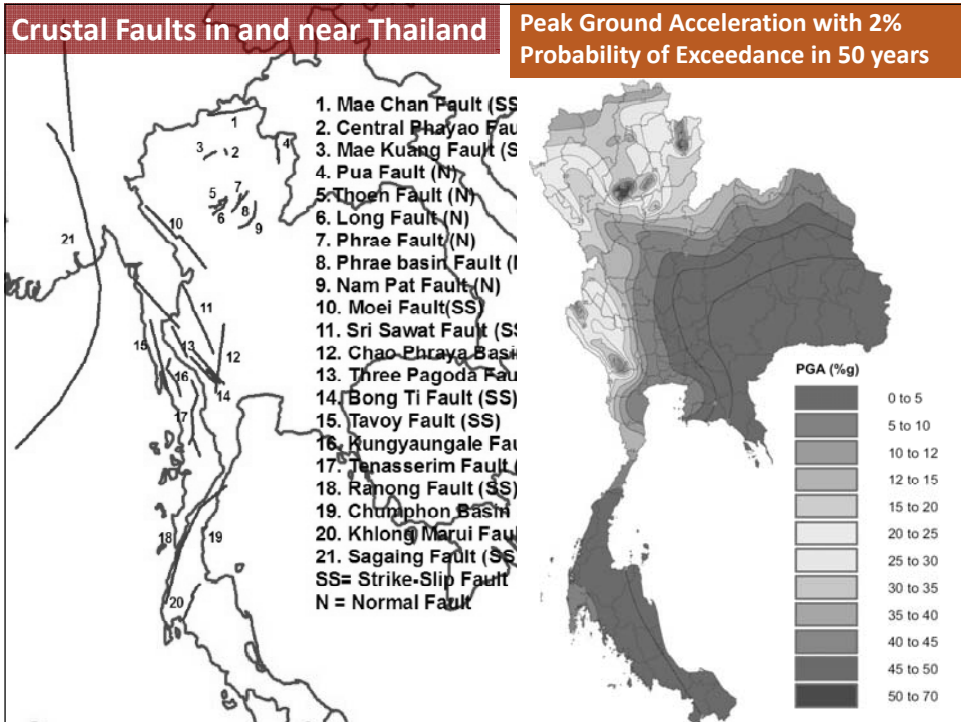 Crustal Faults in and near Thailand
1. Mae Chan Fault (SS
2. Central Phayao Fau
3. Mae Kuang Fault (S
4. Pua Fault (N)
5. Thoen Fault (N)
6. Long Fault (N)
7. Phrae Fault (N)
8. Phrae basin Fault (
9. Nam Pat Fault (N)
10. Moei Fault(SS)
11. Sri Sawat Fault (SS
12. Chao Phraya Basin
13. Three Pagoda Fau
14. Bong Ti Fault (SS)
15. Tavoy Fault (SS)
16. Kungyaungale Fau
17. Tenasserim Fault (
18. Ranong Fault (SS)
19. Chumphon Basin
20. Khlong Marui Fau
21. Sagaing Fault (SS
SS= Strike-Slip Fault
N = Normal Fault
1
2
3
4
5
6
7
8
9
10
11
12
13
14
15
16
17
18
19
20
21
Peak Ground Acceleration with 2%
Probability of Exceedance in 50 years
PGA (%g)
0 to 5
5 to 10
10 to 12
12 to 15
15 to 20
20 to 25
25 to 30
30 to 35
35 to 40
40 to 45
45 to 50
50 to 70